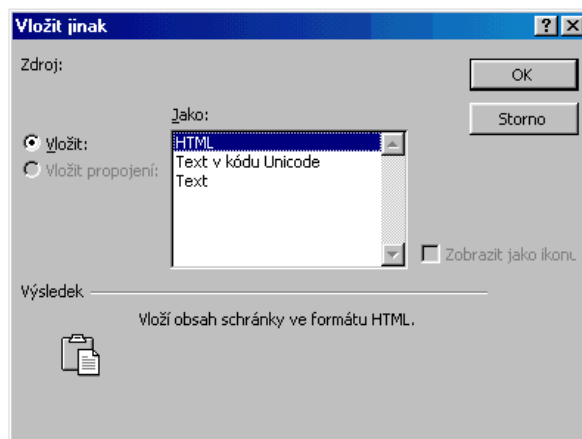 Vložit jinak
Zdroj:
OK
Jako:
Storno
Vložit:
HTML
Vložit propojení:
Text v kódu Unicode
Text
Zobrazit jako ikonu
Výsledek
Vloží obsah schránky ve formátu HTML.